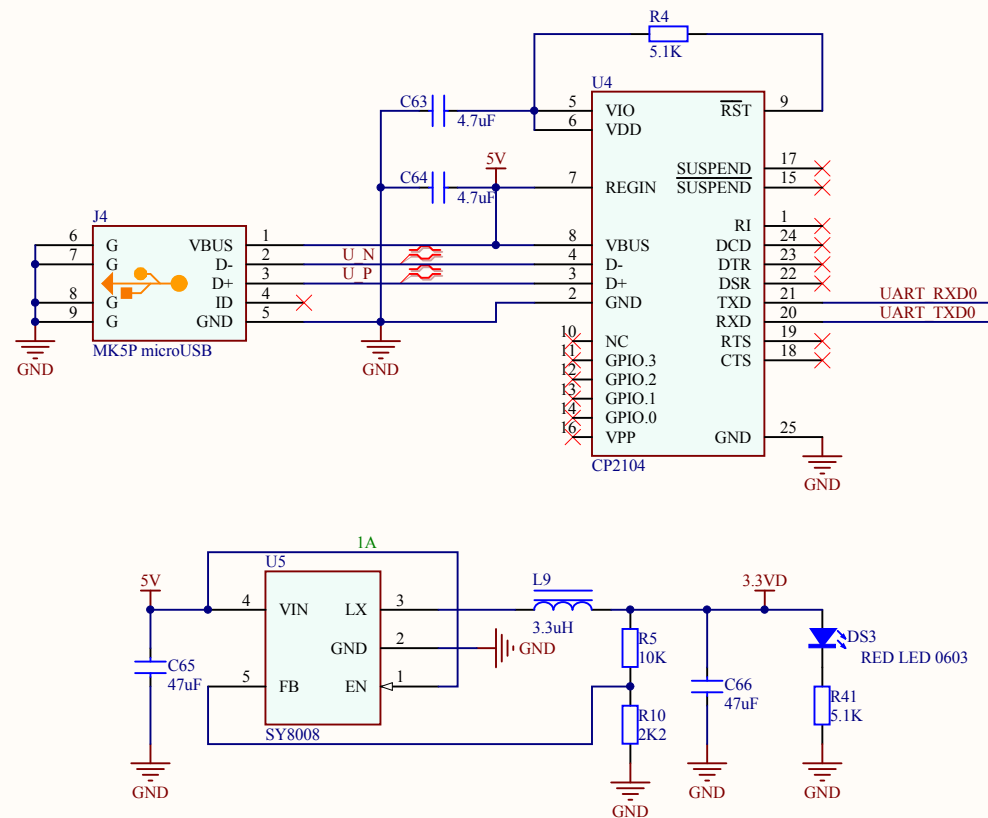 R4
5.1K
U4
C63
4.7uF
5 VIO
6 VDD
RST 9
5V
C64
4.7uF
7 REGIN
SUSPEND 17
SUSPEND 15
J4
6 G VBUS 1
7 G D- 2
D+ 3
8 G ID 4
9 G GND 5
U_N
U_P
8 VBUS
4 D-
3 D+
2 GND
RI 1
DCD 24
DTR 23
DSR 22
TXD 21 UART_RXD0
RXD 20 UART_TXD0
RTS 19
CTS 18
10 NC
11 GPIO.3
12 GPIO.2
13 GPIO.1
14 GPIO.0
16 VPP
GND 25
MK5P microUSB
GND
GND
CP2104
GND
1A
U5
5V
4 VIN LX 3
GND 2
5 FB EN 1
SY8008
GND
C65
47uF
GND
L9
3.3uH
R5
10K
R10
2K2
GND
C66
47uF
GND
3.3VD
DS3
RED LED 0603
R41
5.1K
GND